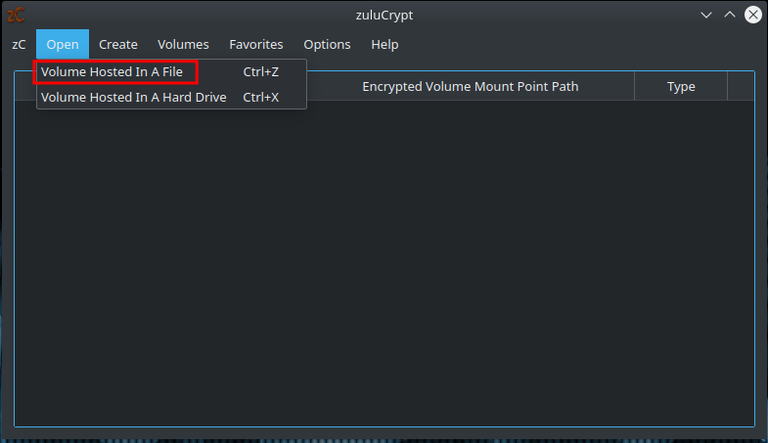 zC zuluCrypt
zC Open Create Volumes Favorites Options Help
Volume Hosted In A File Ctrl+Z
Volume Hosted In A Hard Drive Ctrl+X
Encrypted Volume Mount Point Path Type